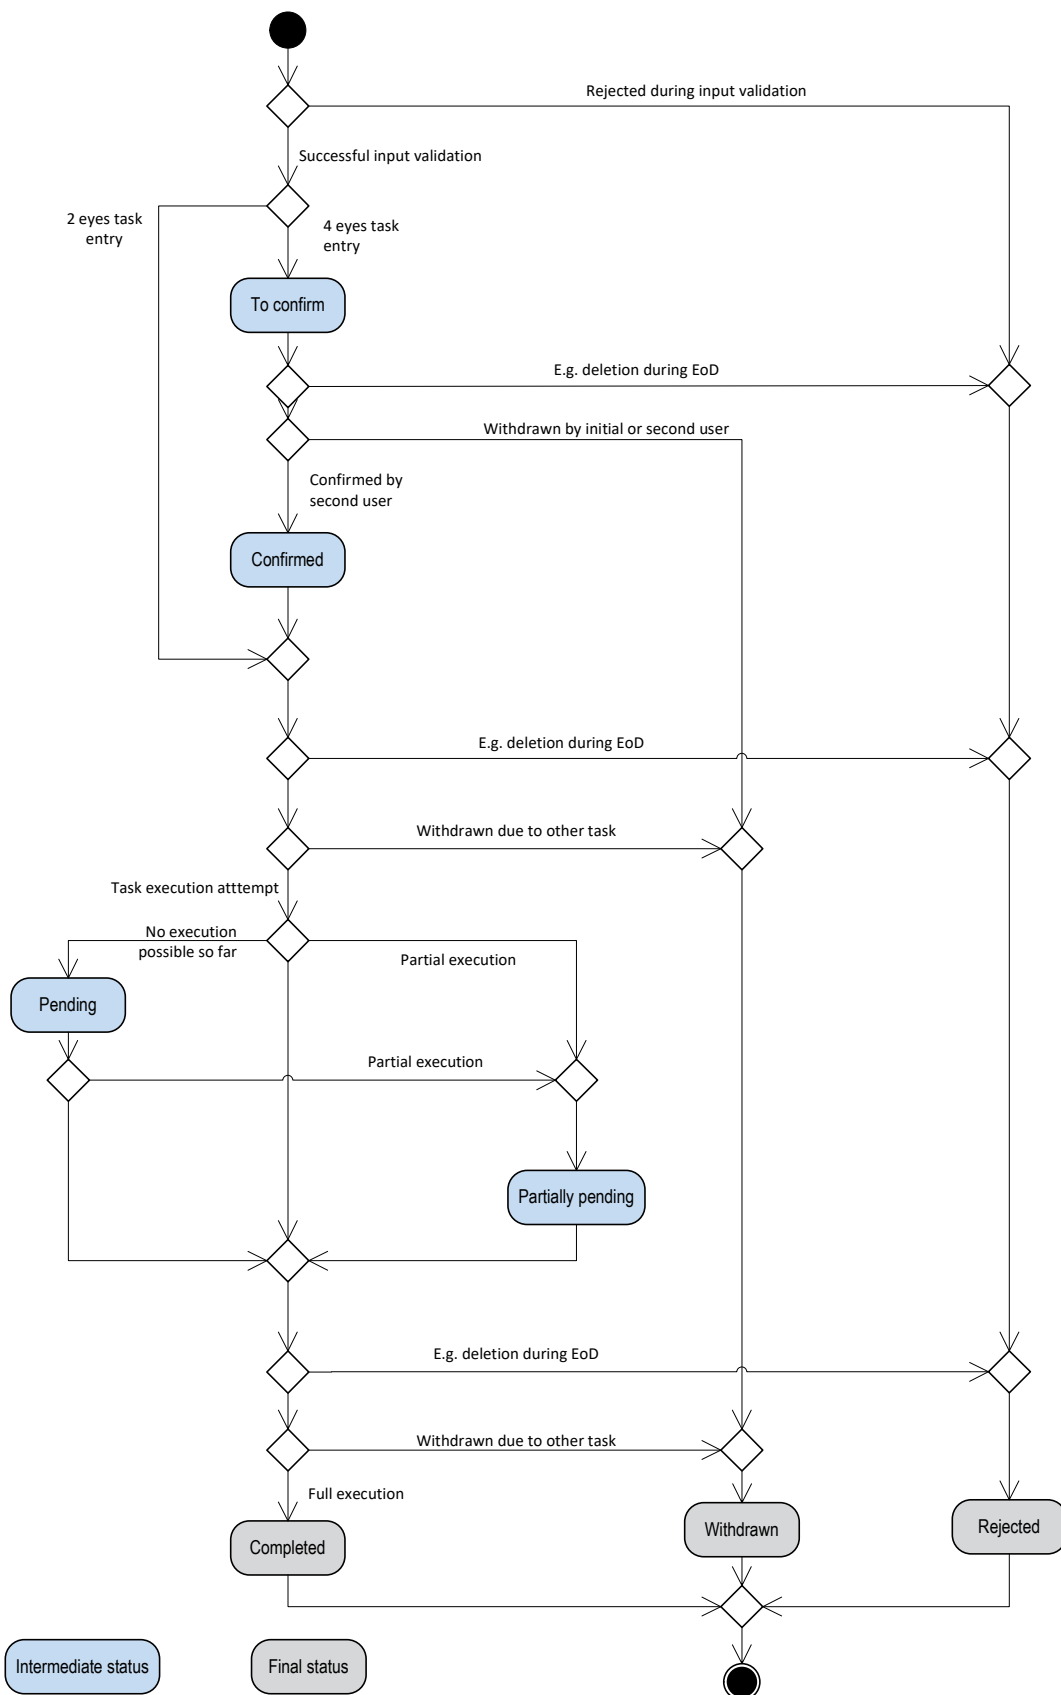 Rejected during input validation
Successful input validation
2 eyes task
entry
4 eyes task
entry
To confirm
E.g. deletion during EoD
Withdrawn by initial or second user
Confirmed by
second user
Confirmed
E.g. deletion during EoD
Withdrawn due to other task
Task execution atttempt
No execution
possible so far
Partial execution
Pending
Partial execution
Partially pending
E.g. deletion during EoD
Withdrawn due to other task
Full execution
Completed
Withdrawn
Rejected
Intermediate status
Final status